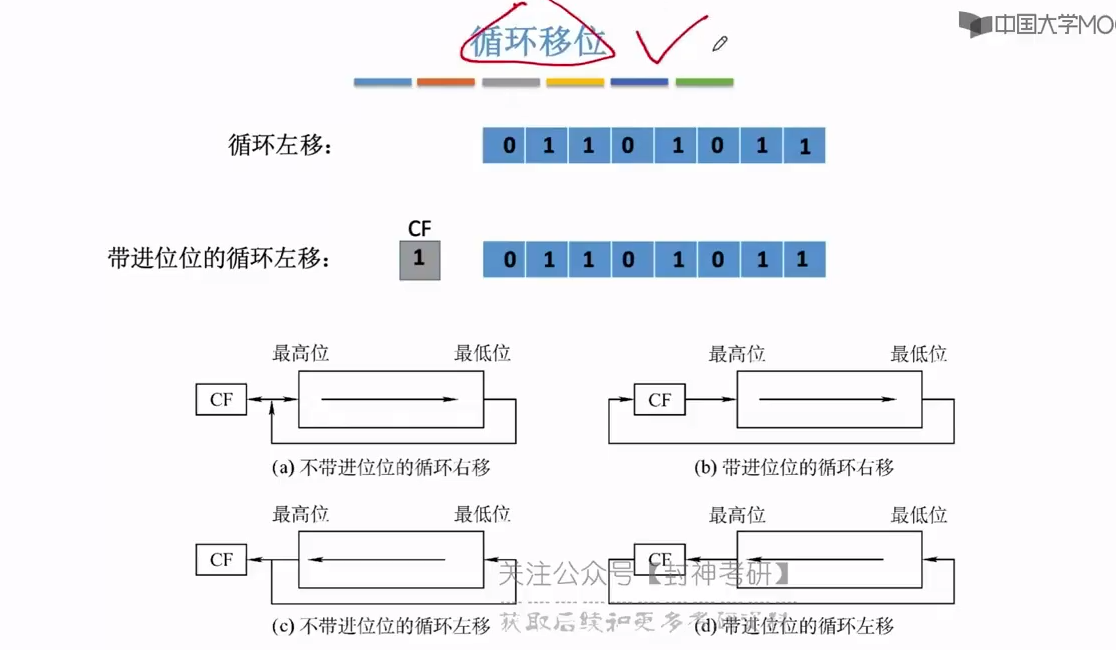 中国大学MOO
循环移位
循环左移：
0 1 1 0 1 0 1 1
CF
带进位位的循环左移：
1
0 1 1 0 1 0 1 1
最高位 最低位
最高位 最低位
CF
CF
(a) 不带进位位的循环右移
(b) 带进位位的循环右移
最高位 最低位
最高位 最低位
CF
CF
关注公众号【封神考研】
(c) 不带进位位的循环左移
获取后续和更多考研
(d) 带进位位的循环左移